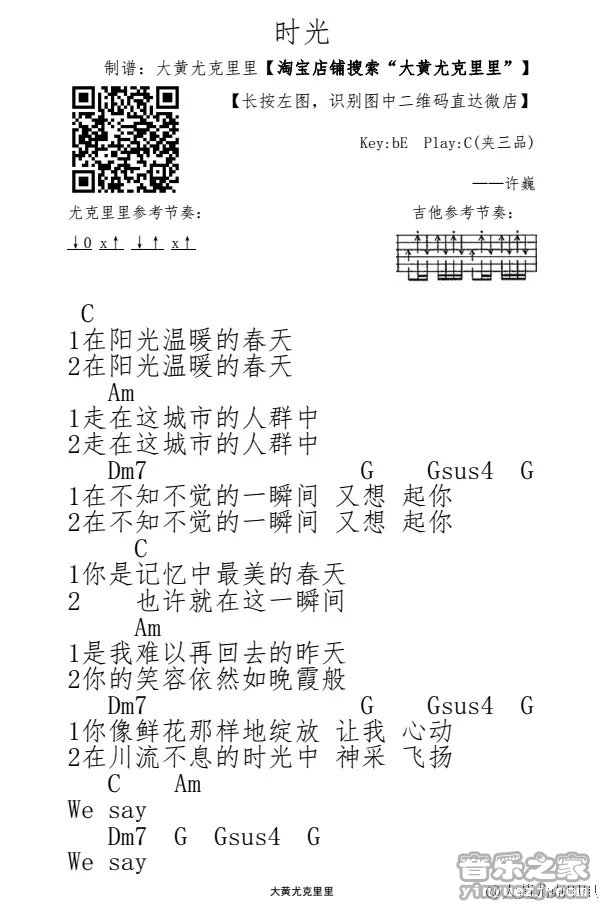 时光
制谱：大黄尤克里里【淘宝店铺搜索“大黄尤克里里”】
【长按左图，识别图中二维码直达微店】
Key:bE Play:C(夹三品)
——许巍
尤克里里参考节奏： 吉他参考节奏：
↓0 x↑ ↓↑ x↑
C
1在阳光温暖的春天
2在阳光温暖的春天
Am
1走在这城市的人群中
2走在这城市的人群中
Dm7 G Gsus4 G
1在不知不觉的一瞬间 又想 起你
2在不知不觉的一瞬间 又想 起你
C
1你是记忆中最美的春天
2 也许就在这一瞬间
Am
1是我难以再回去的昨天
2你的笑容依然如晚霞般
Dm7 G Gsus4 G
1你像鲜花那样地绽放 让我 心动
2在川流不息的时光中 神采 飞扬
C Am
We say
Dm7 G Gsus4 G
We say
大黄尤克里里
音乐之家